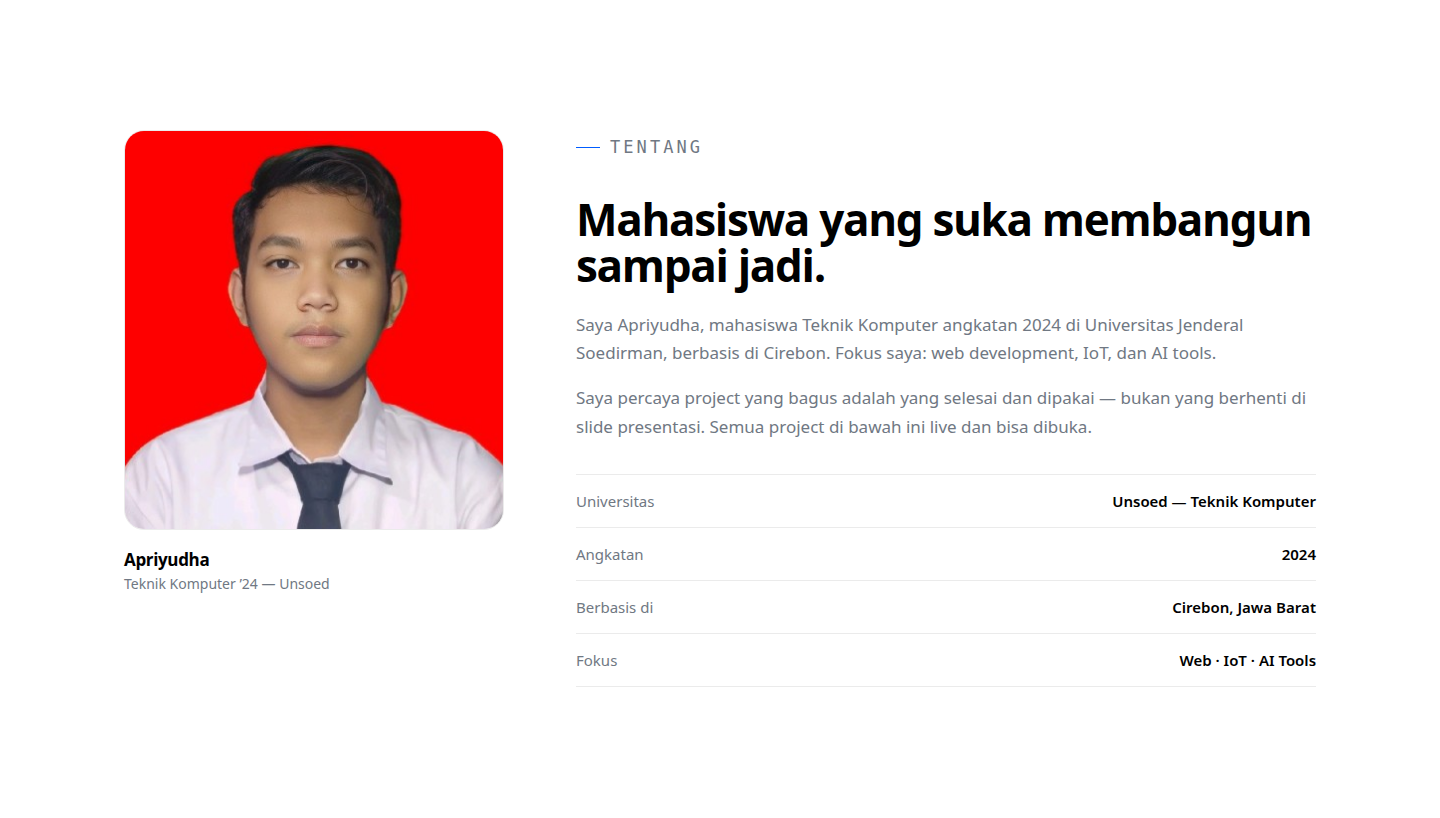 — TENTANG
Mahasiswa yang suka membangun
sampai jadi.
Saya Apriyudha, mahasiswa Teknik Komputer angkatan 2024 di Universitas Jenderal
Soedirman, berbasis di Cirebon. Fokus saya: web development, IoT, dan AI tools.
Saya percaya project yang bagus adalah yang selesai dan dipakai — bukan yang berhenti di
slide presentasi. Semua project di bawah ini live dan bisa dibuka.
Universitas Unsoed — Teknik Komputer
Angkatan 2024
Berbasis di Cirebon, Jawa Barat
Fokus Web · IoT · AI Tools
Apriyudha
Teknik Komputer ’24 — Unsoed